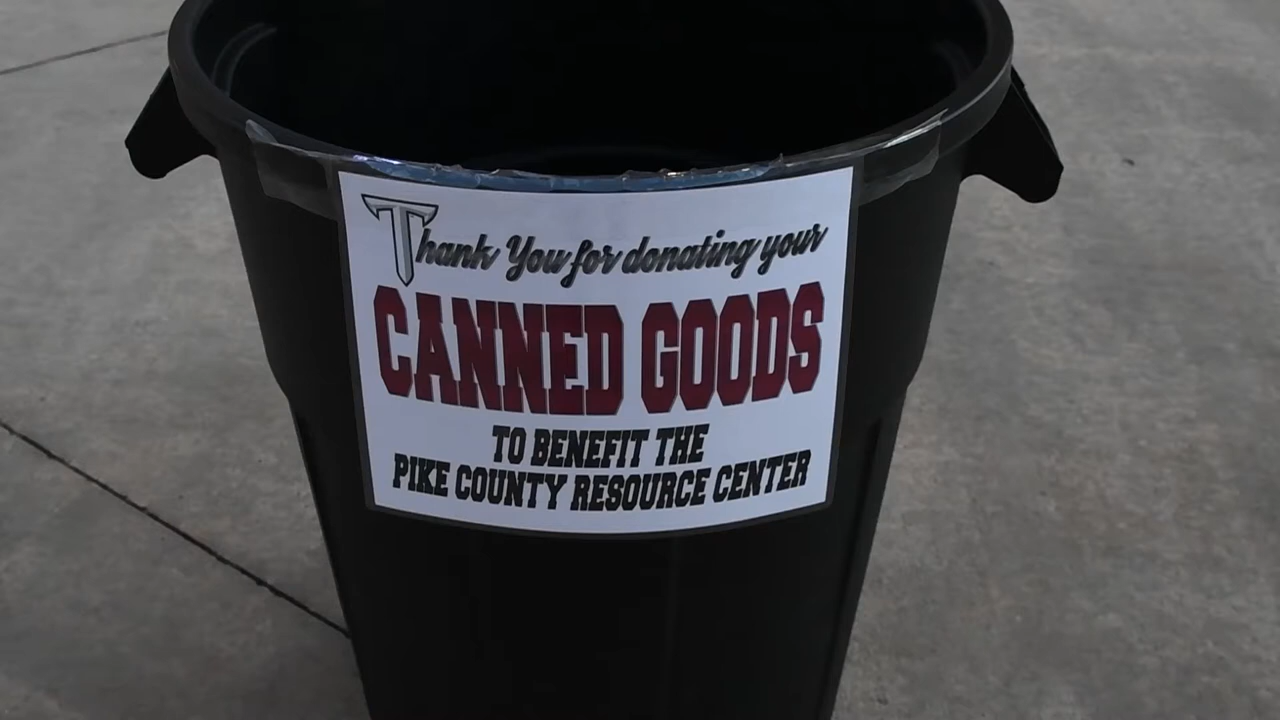 Thank You for donating your
CANNED GOODS
TO BENEFIT THE
PIKE COUNTY RESOURCE CENTER